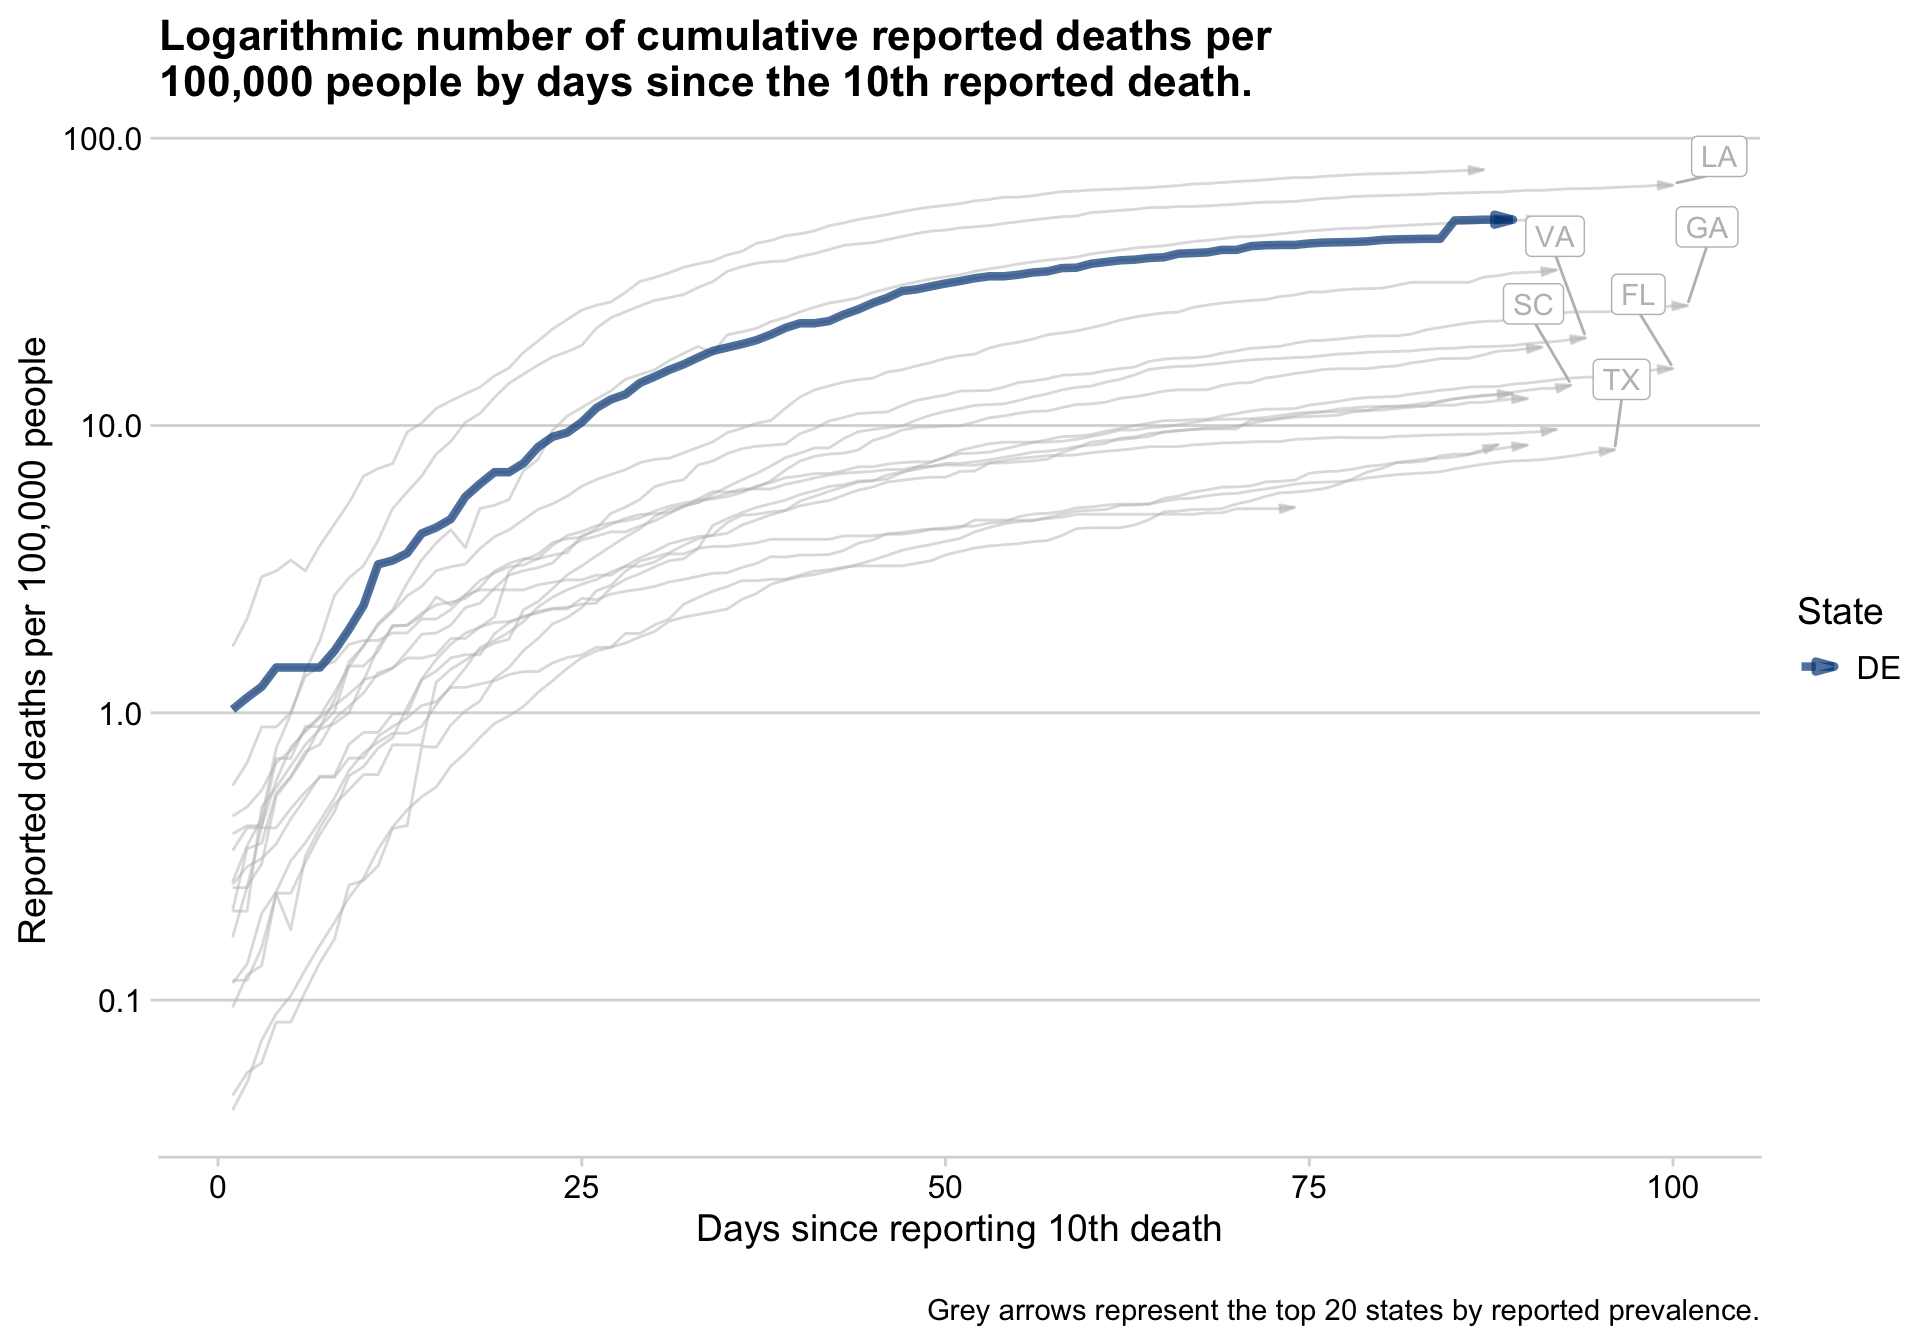 Logarithmic number of cumulative reported deaths per
100,000 people by days since the 10th reported death.
Reported deaths per 100,000 people
100.0
10.0
1.0
0.1
LA
GA
VA
FL
SC
TX
State
DE
0
25
50
75
100
Days since reporting 10th death
Grey arrows represent the top 20 states by reported prevalence.